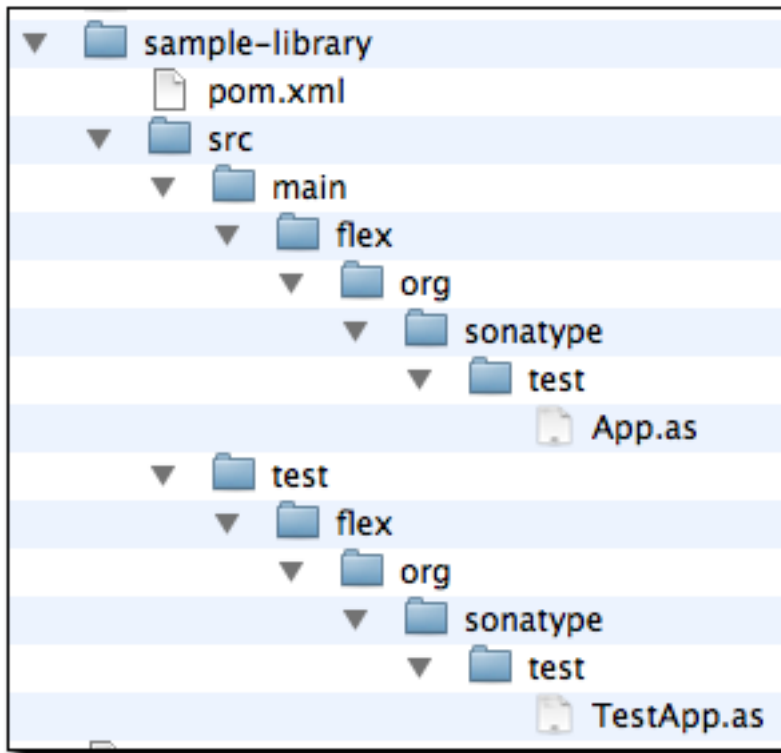 sample-library
pom.xml
src
main
flex
org
sonatype
test
App.as
test
flex
org
sonatype
test
TestApp.as